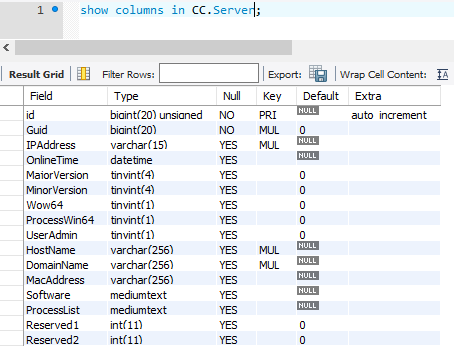 1 show columns in CC.Server;
Result Grid Filter Rows: Export: Wrap Cell Content: IA
Field Type Null Key Default Extra
id bigint(20) unsigned NO PRI NULL auto_increment
Guid bigint(20) NO MUL 0
IPAddress varchar(15) YES MUL NULL
OnlineTime datetime YES NULL
MajorVersion tinyint(4) YES 0
MinorVersion tinyint(4) YES 0
Wow64 tinyint(1) YES 0
ProcessWin64 tinyint(1) YES 0
UserAdmin tinyint(1) YES 0
HostName varchar(256) YES MUL NULL
DomainName varchar(256) YES MUL NULL
MacAddress varchar(256) YES NULL
Software mediumtext YES NULL
ProcessList mediumtext YES NULL
Reserved1 int(11) YES 0
Reserved2 int(11) YES 0